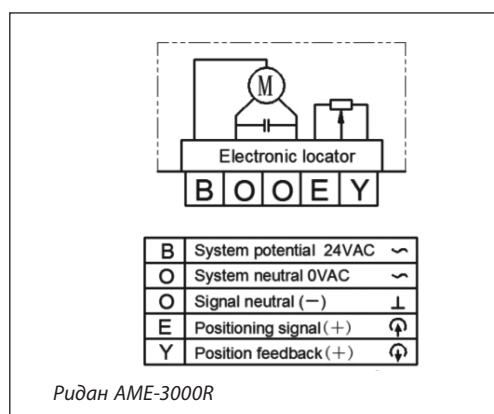 M
Electronic locator
B O O E Y
B System potential 24VAC ~
O System neutral 0VAC ~
O Signal neutral (−) ⊥
E Positioning signal(+)
Y Position feedback(+)
Ридан AME-3000R